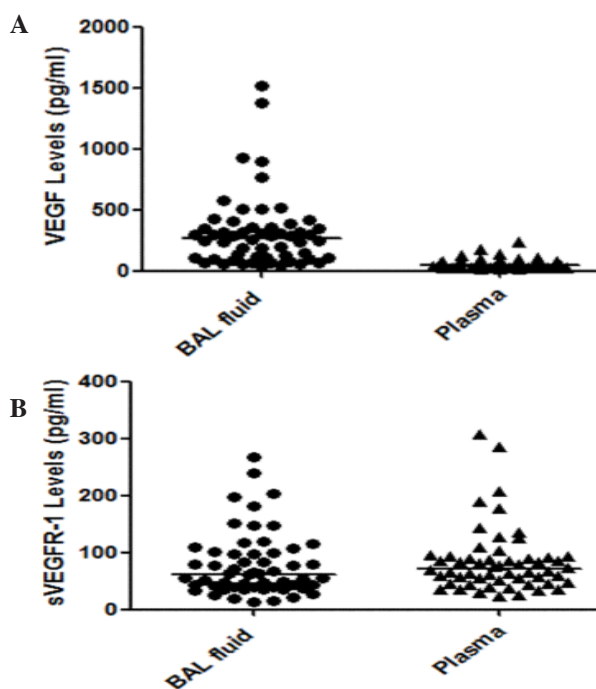 A
VEGF Levels (pg/ml)
2000
1500
1000
500
0
BAL fluid
Plasma
B
sVEGFR-1 Levels (pg/ml)
400
300
200
100
0
BAL fluid
Plasma